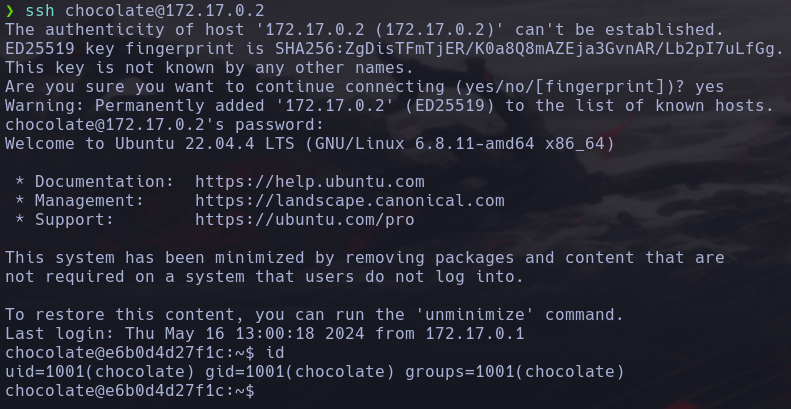 ❯ ssh chocolate@172.17.0.2
The authenticity of host '172.17.0.2 (172.17.0.2)' can't be established.
ED25519 key fingerprint is SHA256:ZgDisTFmTjER/K0a8Q8mAZEja3GvnAR/Lb2pI7uLfGg.
This key is not known by any other names.
Are you sure you want to continue connecting (yes/no/[fingerprint])? yes
Warning: Permanently added '172.17.0.2' (ED25519) to the list of known hosts.
chocolate@172.17.0.2's password:
Welcome to Ubuntu 22.04.4 LTS (GNU/Linux 6.8.11-amd64 x86_64)
 * Documentation:  https://help.ubuntu.com
 * Management:     https://landscape.canonical.com
 * Support:        https://ubuntu.com/pro
This system has been minimized by removing packages and content that are
not required on a system that users do not log into.
To restore this content, you can run the 'unminimize' command.
Last login: Thu May 16 13:00:18 2024 from 172.17.0.1
chocolate@e6b0d4d27f1c:~$ id
uid=1001(chocolate) gid=1001(chocolate) groups=1001(chocolate)
chocolate@e6b0d4d27f1c:~$